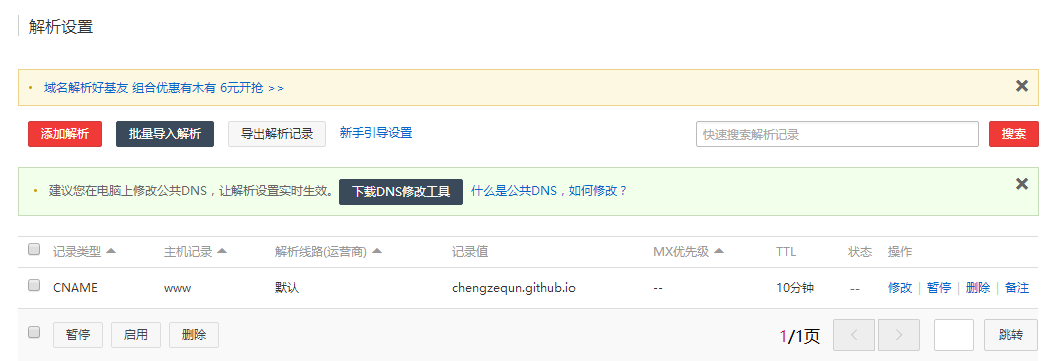 解析设置
域名解析好基友 组合优惠有木有 6元开抢 >>
添加解析 批量导入解析 导出解析记录 新手引导设置 快速搜索解析记录 搜索
建议您在电脑上修改公共DNS，让解析设置实时生效。 下载DNS修改工具 什么是公共DNS，如何修改？
记录类型 主机记录 解析线路(运营商) 记录值 MX优先级 TTL 状态 操作
CNAME www 默认 chengzequn.github.io -- 10分钟 -- 修改 | 暂停 | 删除 | 备注
暂停 启用 删除 1/1页 < > 跳转